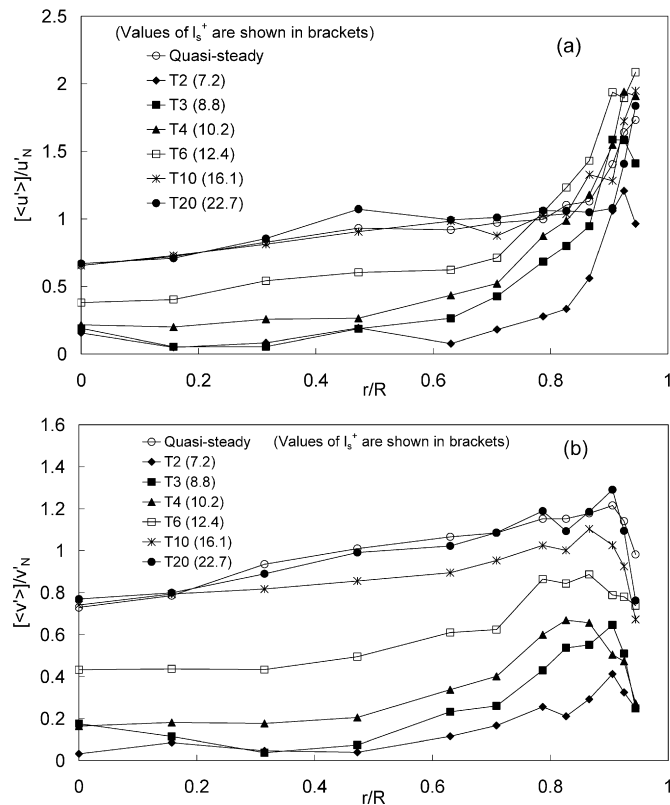 2.5
(Values of ls+ are shown in brackets)
(a)
Quasi-steady
T2 (7.2)
2
T3 (8.8)
T4 (10.2)
T6 (12.4)
1.5
T10 (16.1)
T20 (22.7)
[<u'>]/u'N
1
0.5
0
0 0.2 0.4 0.6 0.8 1
r/R
1.6
Quasi-steady (Values of ls+ are shown in brackets) (b)
T2 (7.2)
1.4
T3 (8.8)
T4 (10.2)
1.2
T6 (12.4)
T10 (16.1)
T20 (22.7)
1
[<v'>]/v'N
0.8
0.6
0.4
0.2
0
0 0.2 0.4 0.6 0.8 1
r/R